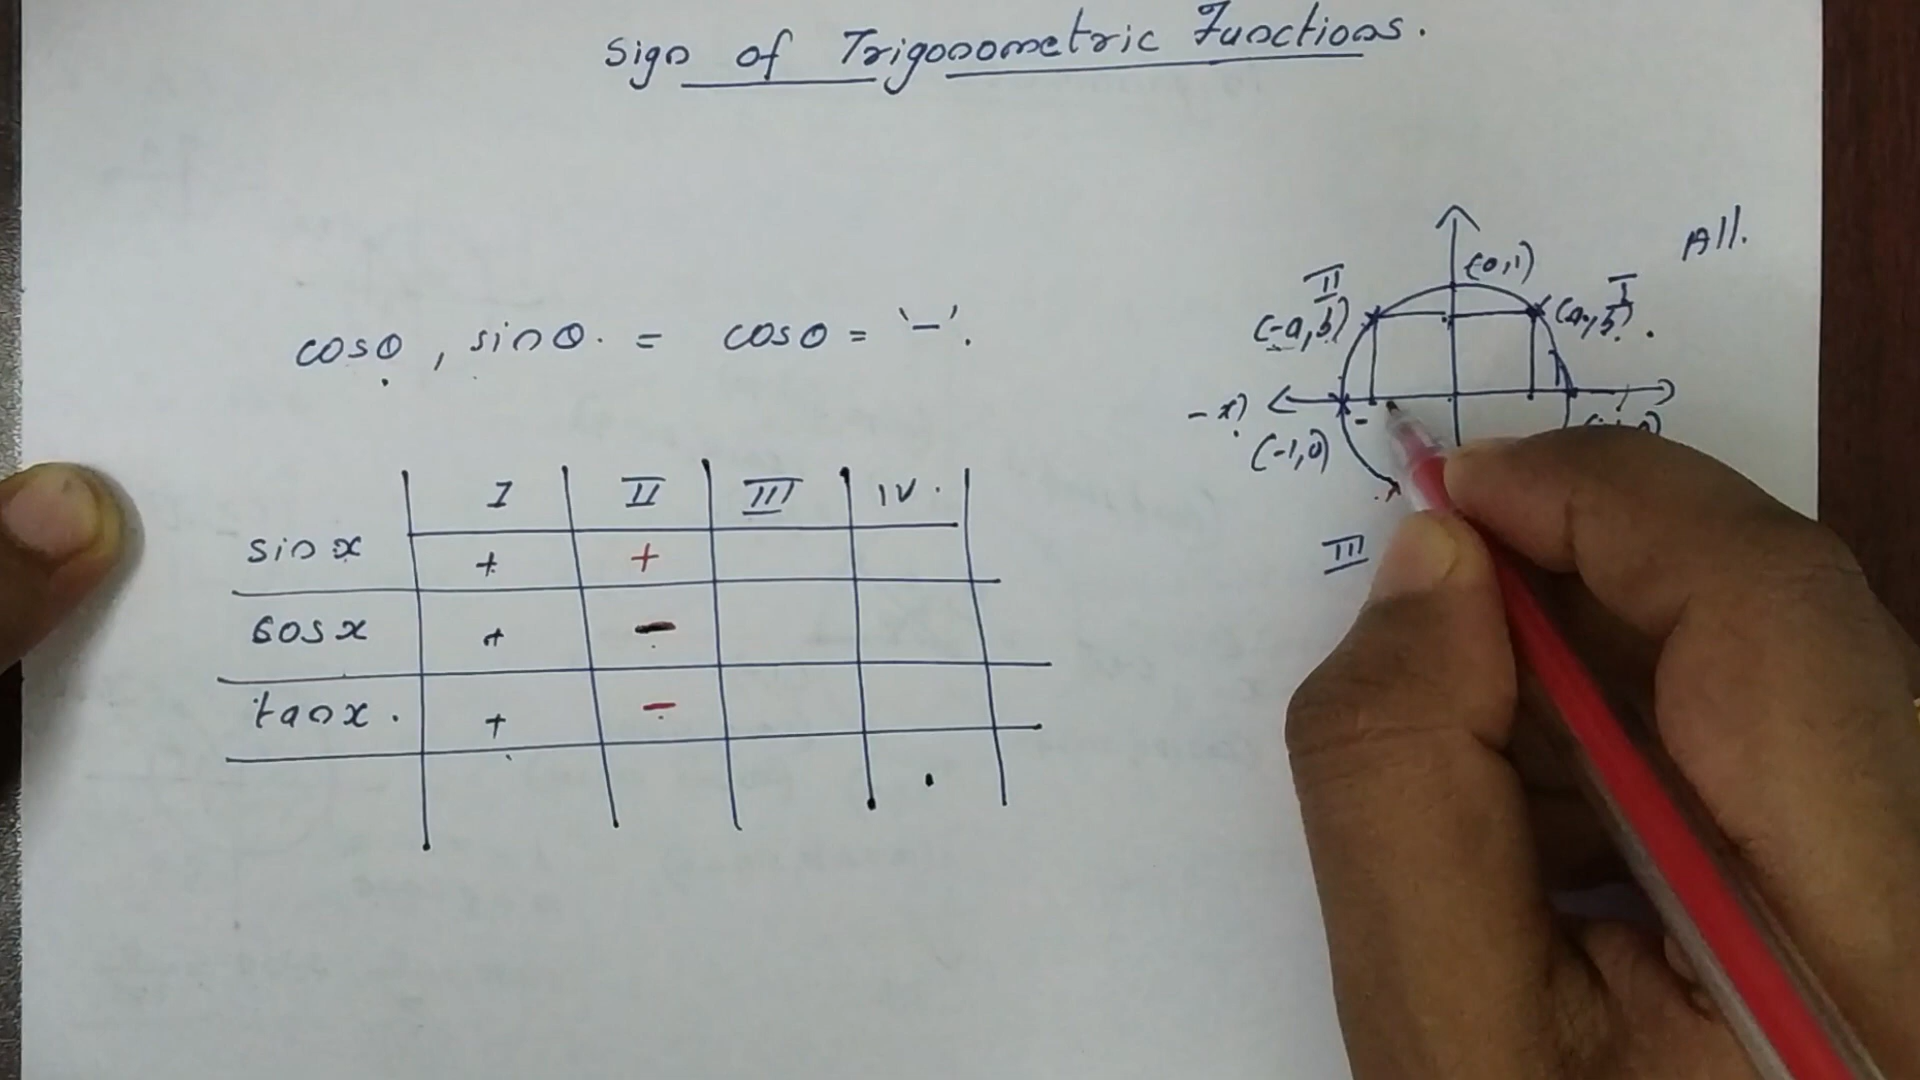 Sign of Trigonometric Functions.
All.
(0,1)
II
I
(-a,b)
(a,b).
cosθ, sinθ. = cosθ = '-'.
-x)
(-1,0)
I II III IV.
sin x + +
III
cos x + -
tan x. + -